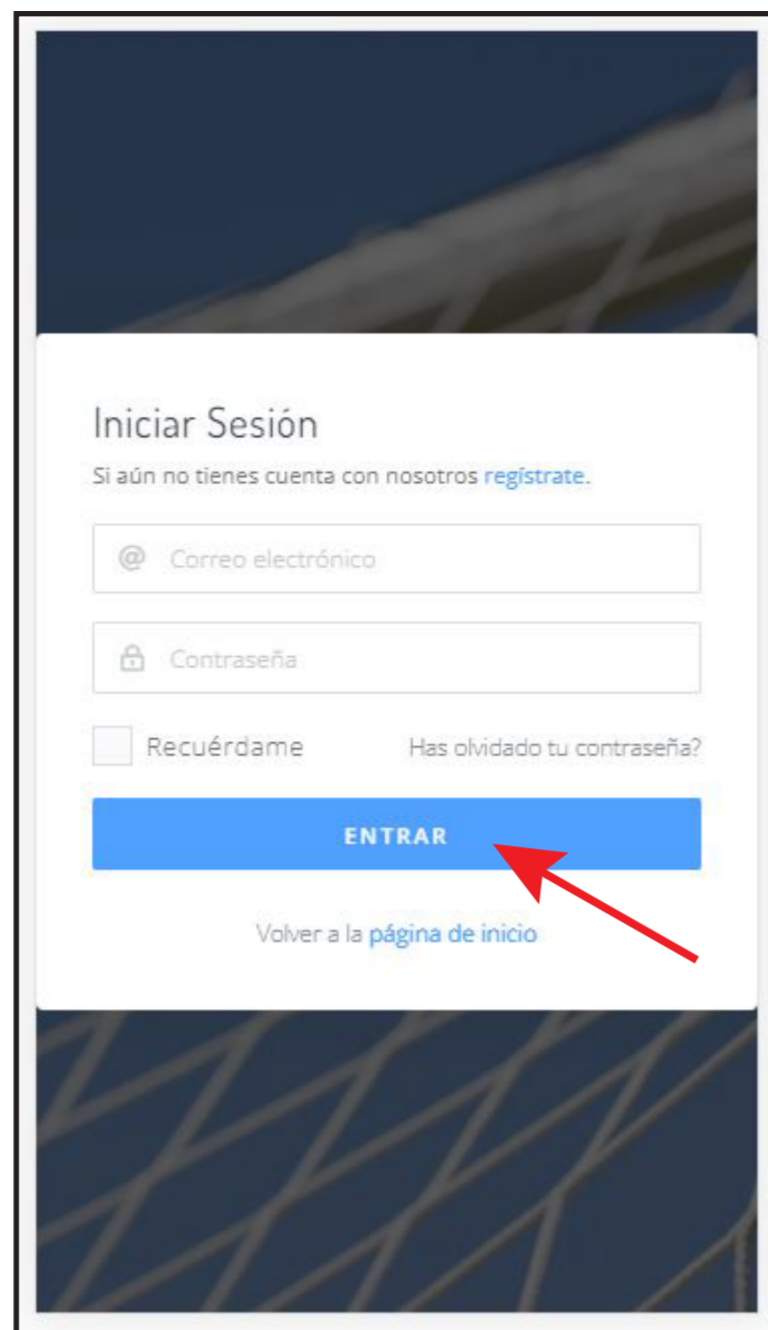 Iniciar Sesión
Si aún no tienes cuenta con nosotros regístrate.
@ Correo electrónico
Contraseña
Recuérdame Has olvidado tu contraseña?
ENTRAR
Volver a la página de inicio